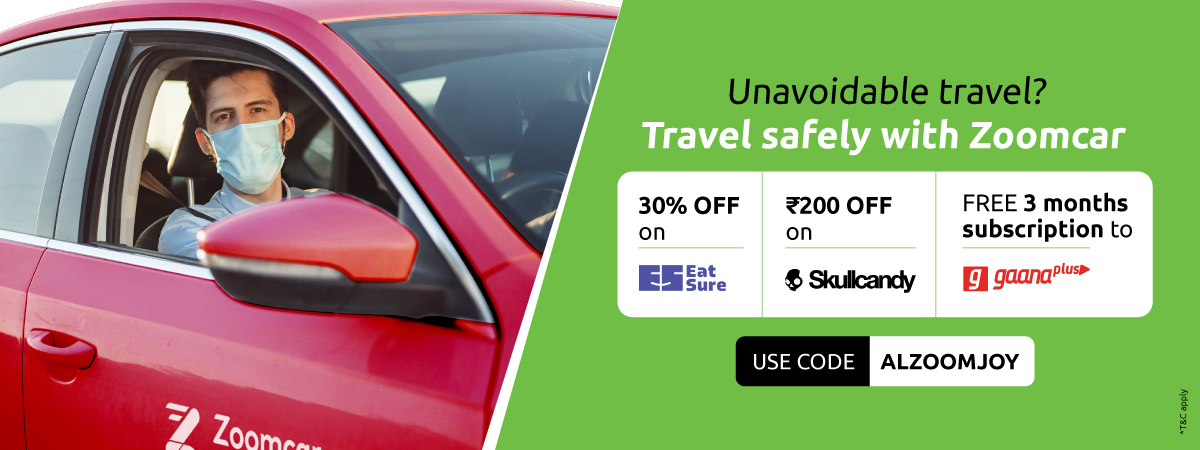 Unavoidable travel?
Travel safely with Zoomcar
30% OFF
on
ES Eat
Sure
₹200 OFF
on
Skullcandy
FREE 3 months
subscription to
g gaana plus
USE CODE ALZOOMJOY
*T&C apply
Zoomcar